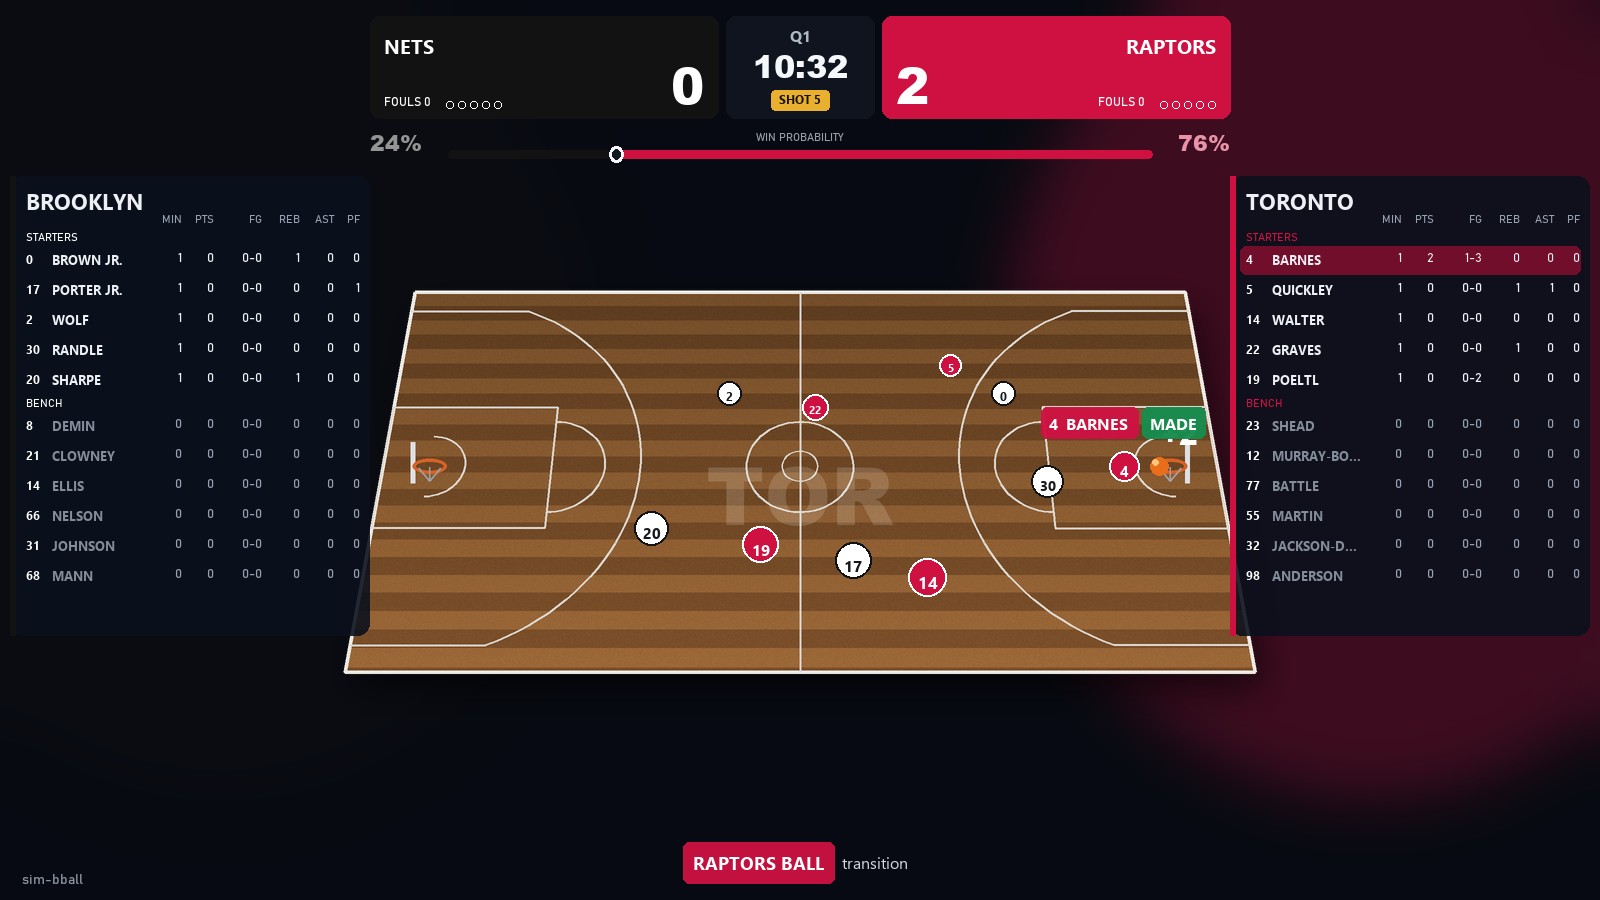 NETS
0
FOULS 0
Q1
10:32
SHOT 5
RAPTORS
2
FOULS 0
24%
WIN PROBABILITY
76%
BROOKLYN
MIN PTS FG REB AST PF
STARTERS
0 BROWN JR. 1 0 0-0 1 0 0
17 PORTER JR. 1 0 0-0 0 0 1
2 WOLF 1 0 0-0 0 0 0
30 RANDLE 1 0 0-0 0 0 0
20 SHARPE 1 0 0-0 1 0 0
BENCH
8 DEMIN 0 0 0-0 0 0 0
21 CLOWNEY 0 0 0-0 0 0 0
14 ELLIS 0 0 0-0 0 0 0
66 NELSON 0 0 0-0 0 0 0
31 JOHNSON 0 0 0-0 0 0 0
68 MANN 0 0 0-0 0 0 0
TORONTO
MIN PTS FG REB AST PF
STARTERS
4 BARNES 1 2 1-3 0 0 0
5 QUICKLEY 1 0 0-0 1 1 0
14 WALTER 1 0 0-0 0 0 0
22 GRAVES 1 0 0-0 1 0 0
19 POELTL 1 0 0-2 0 0 0
BENCH
23 SHEAD 0 0 0-0 0 0 0
12 MURRAY-BO... 0 0 0-0 0 0 0
77 BATTLE 0 0 0-0 0 0 0
55 MARTIN 0 0 0-0 0 0 0
32 JACKSON-D... 0 0 0-0 0 0 0
98 ANDERSON 0 0 0-0 0 0 0
5
2
0
22
4 BARNES MADE
4
30
TOR
20
19
17
14
RAPTORS BALL transition
sim-bball